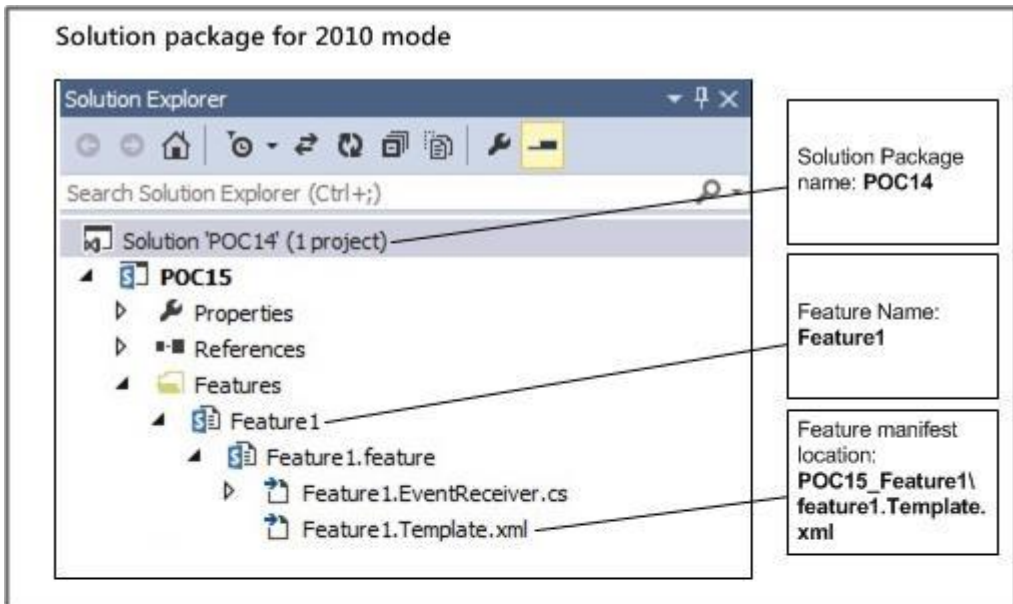 Solution package for 2010 mode
Solution Explorer
Search Solution Explorer (Ctrl+;)
Solution 'POC14' (1 project)
POC15
Properties
References
Features
Feature1
Feature1.feature
Feature1.EventReceiver.cs
Feature1.Template.xml
Solution Package
name: POC14
Feature Name:
Feature1
Feature manifest
location:
POC15_Feature1\
feature1.Template.
xml